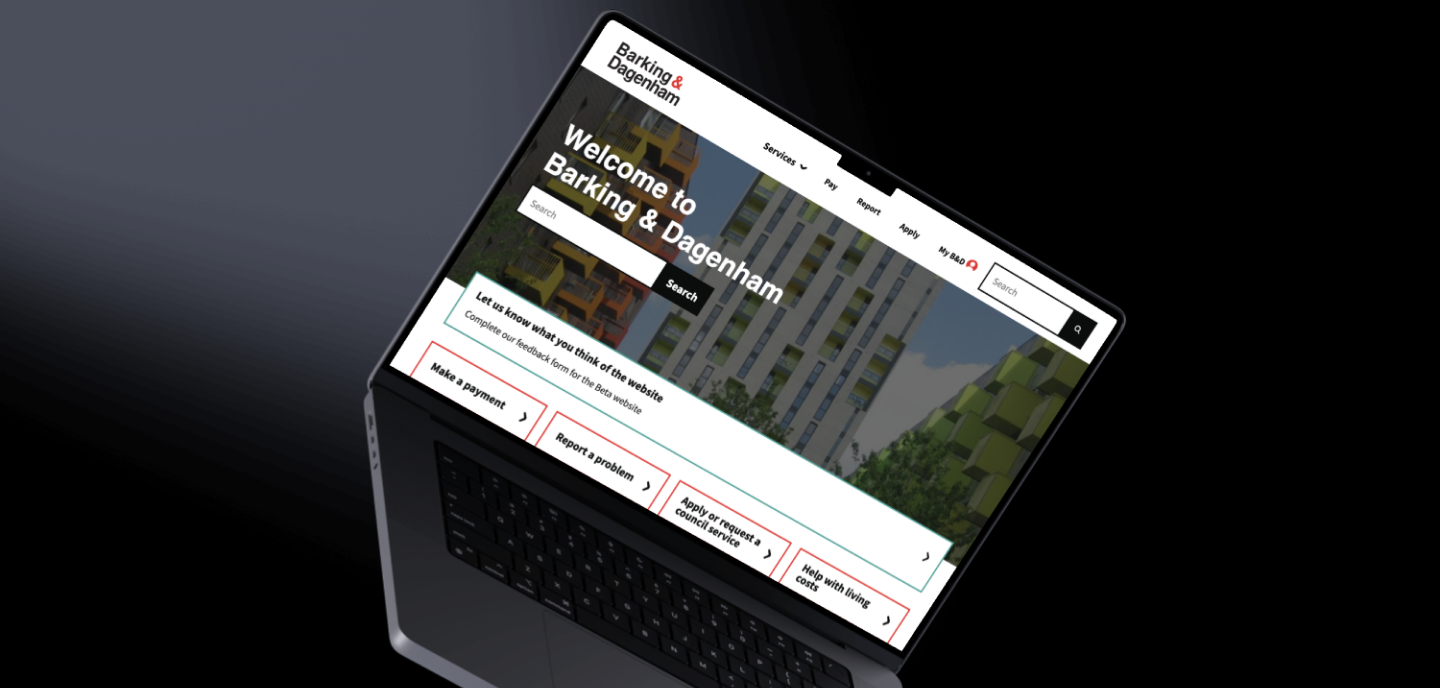 Barking &
Dagenham
Services
Pay
Report
Apply
My B&D
Search
Welcome to
Barking & Dagenham
Search
Search
Let us know what you think of the website
Complete our feedback form for the Beta website
Make a payment
Report a problem
Apply or request a
council service
Help with living
costs